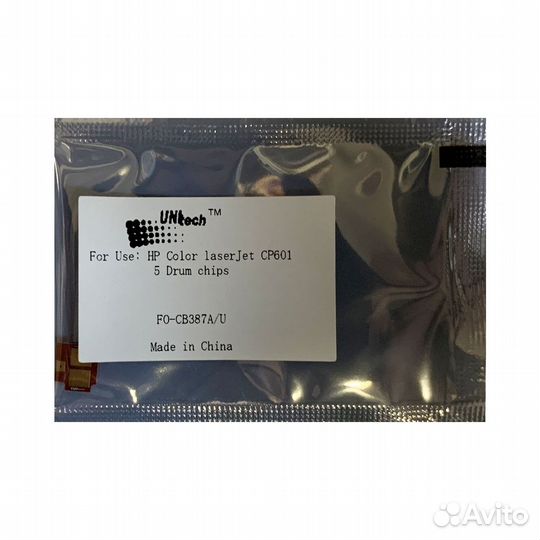 UNItech™
For Use: HP Color laserJet CP601
5 Drum chips
FO-CB387A/U
Made in China
Avito